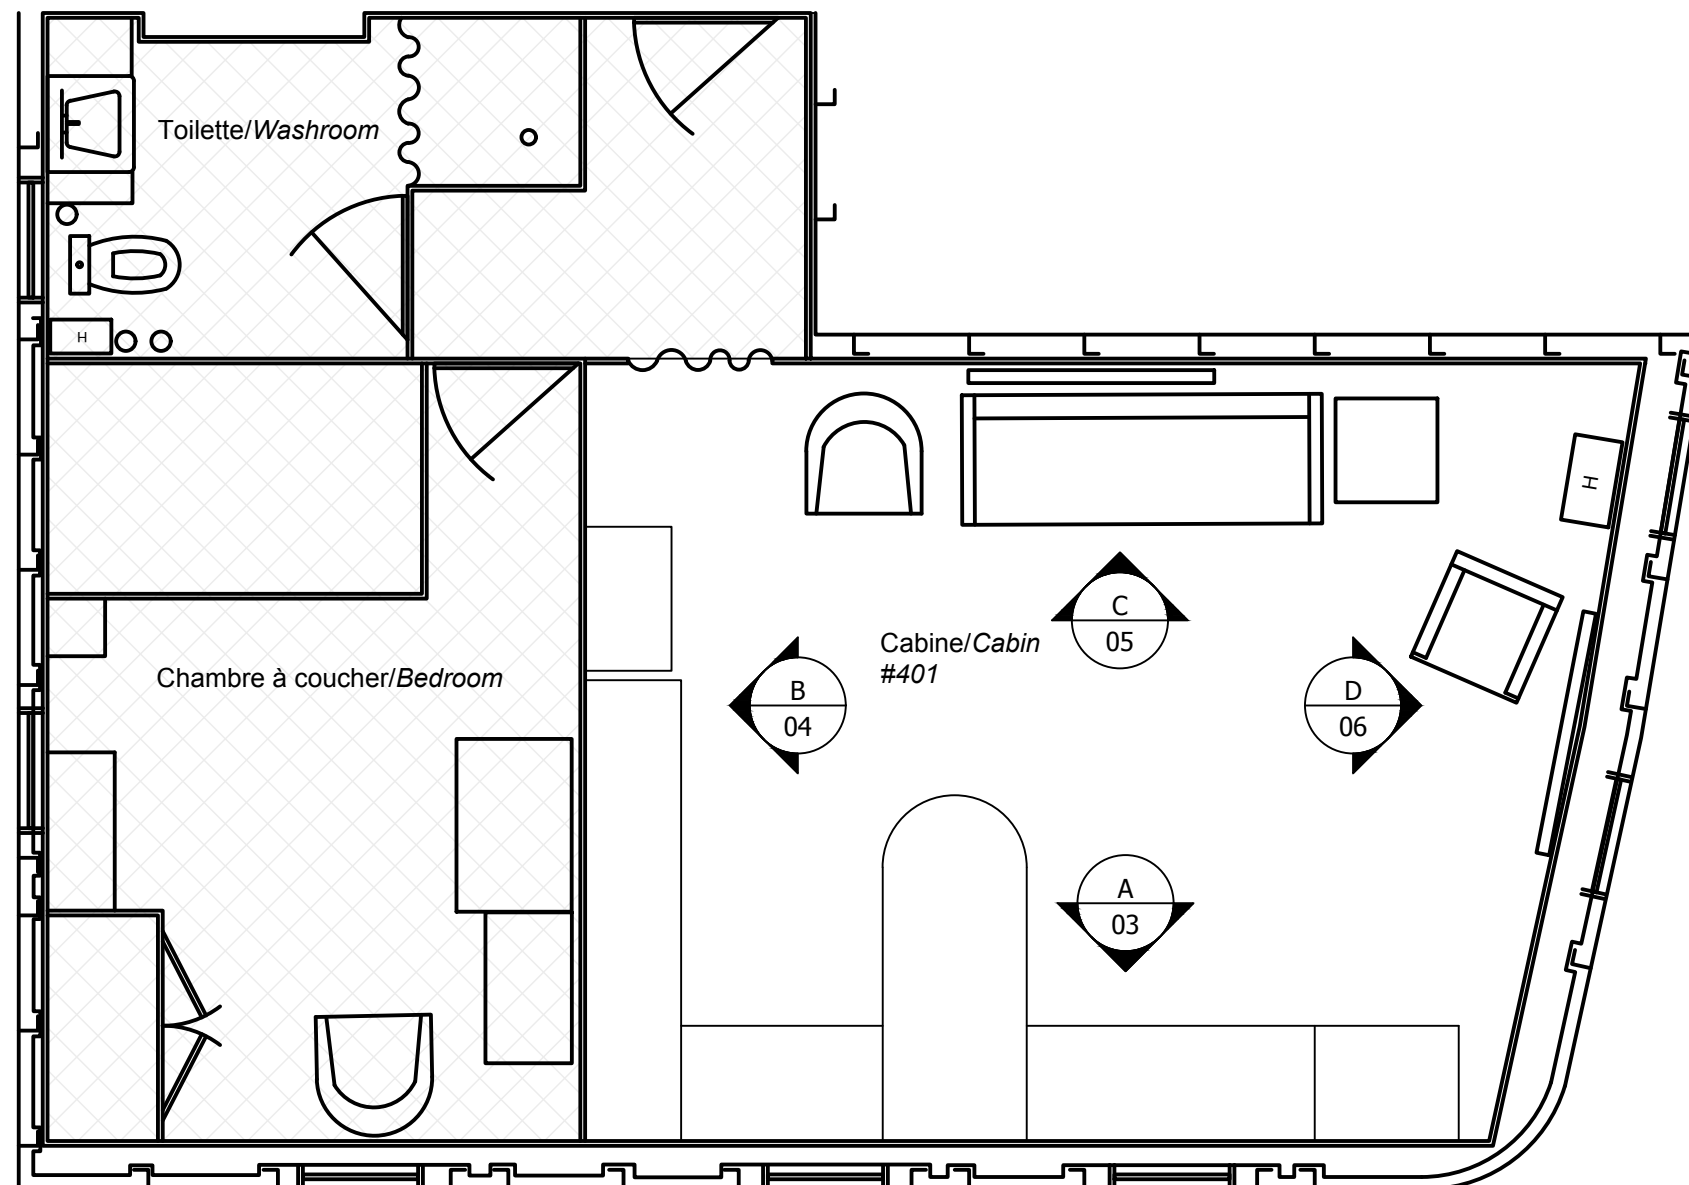 Toilette/Washroom
H
H
C
05
Cabine/Cabin
#401
Chambre à coucher/Bedroom
B
04
D
06
A
03